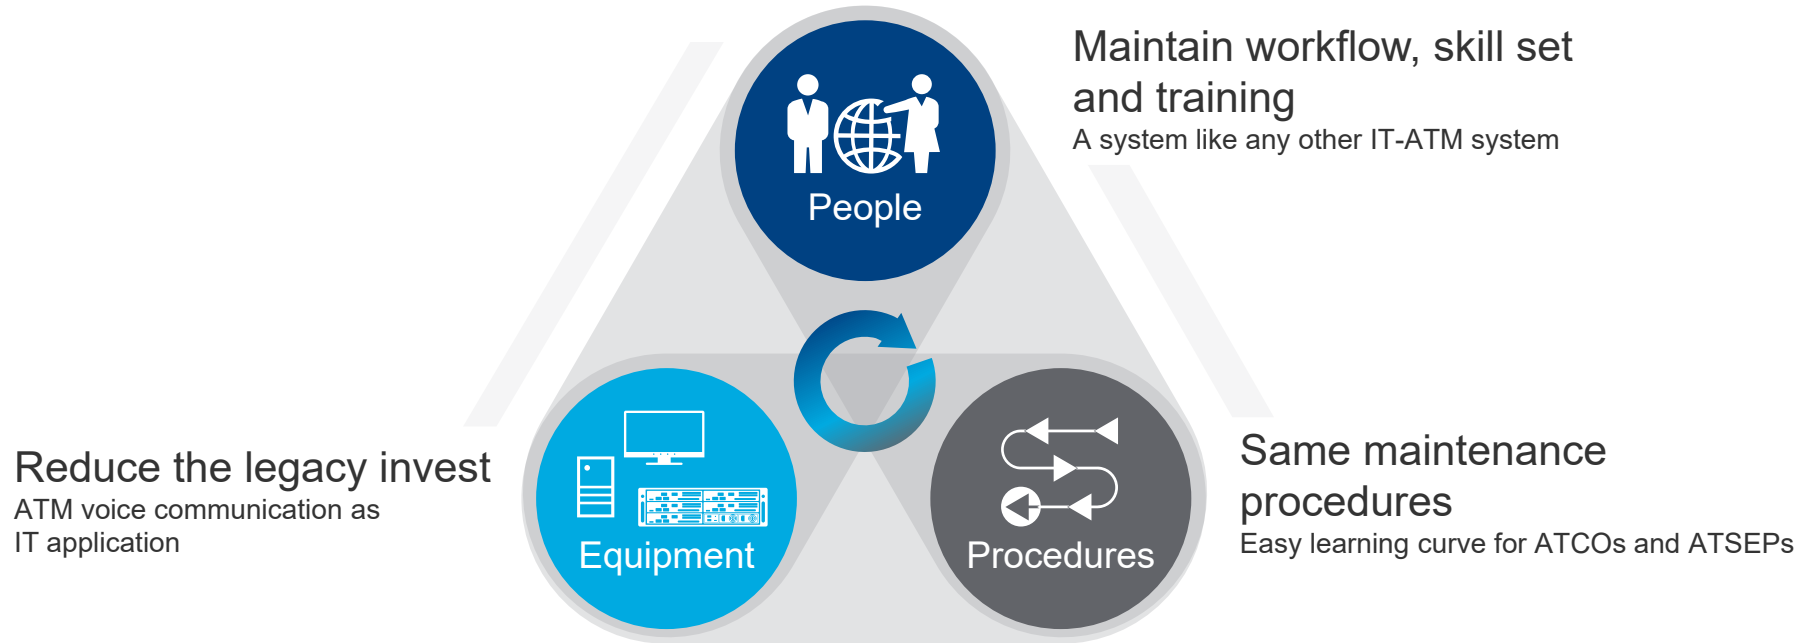 Maintain workflow, skill set
and training
A system like any other IT-ATM system
People
Reduce the legacy invest
ATM voice communication as
IT application
Equipment
Procedures
Same maintenance
procedures
Easy learning curve for ATCOs and ATSEPs